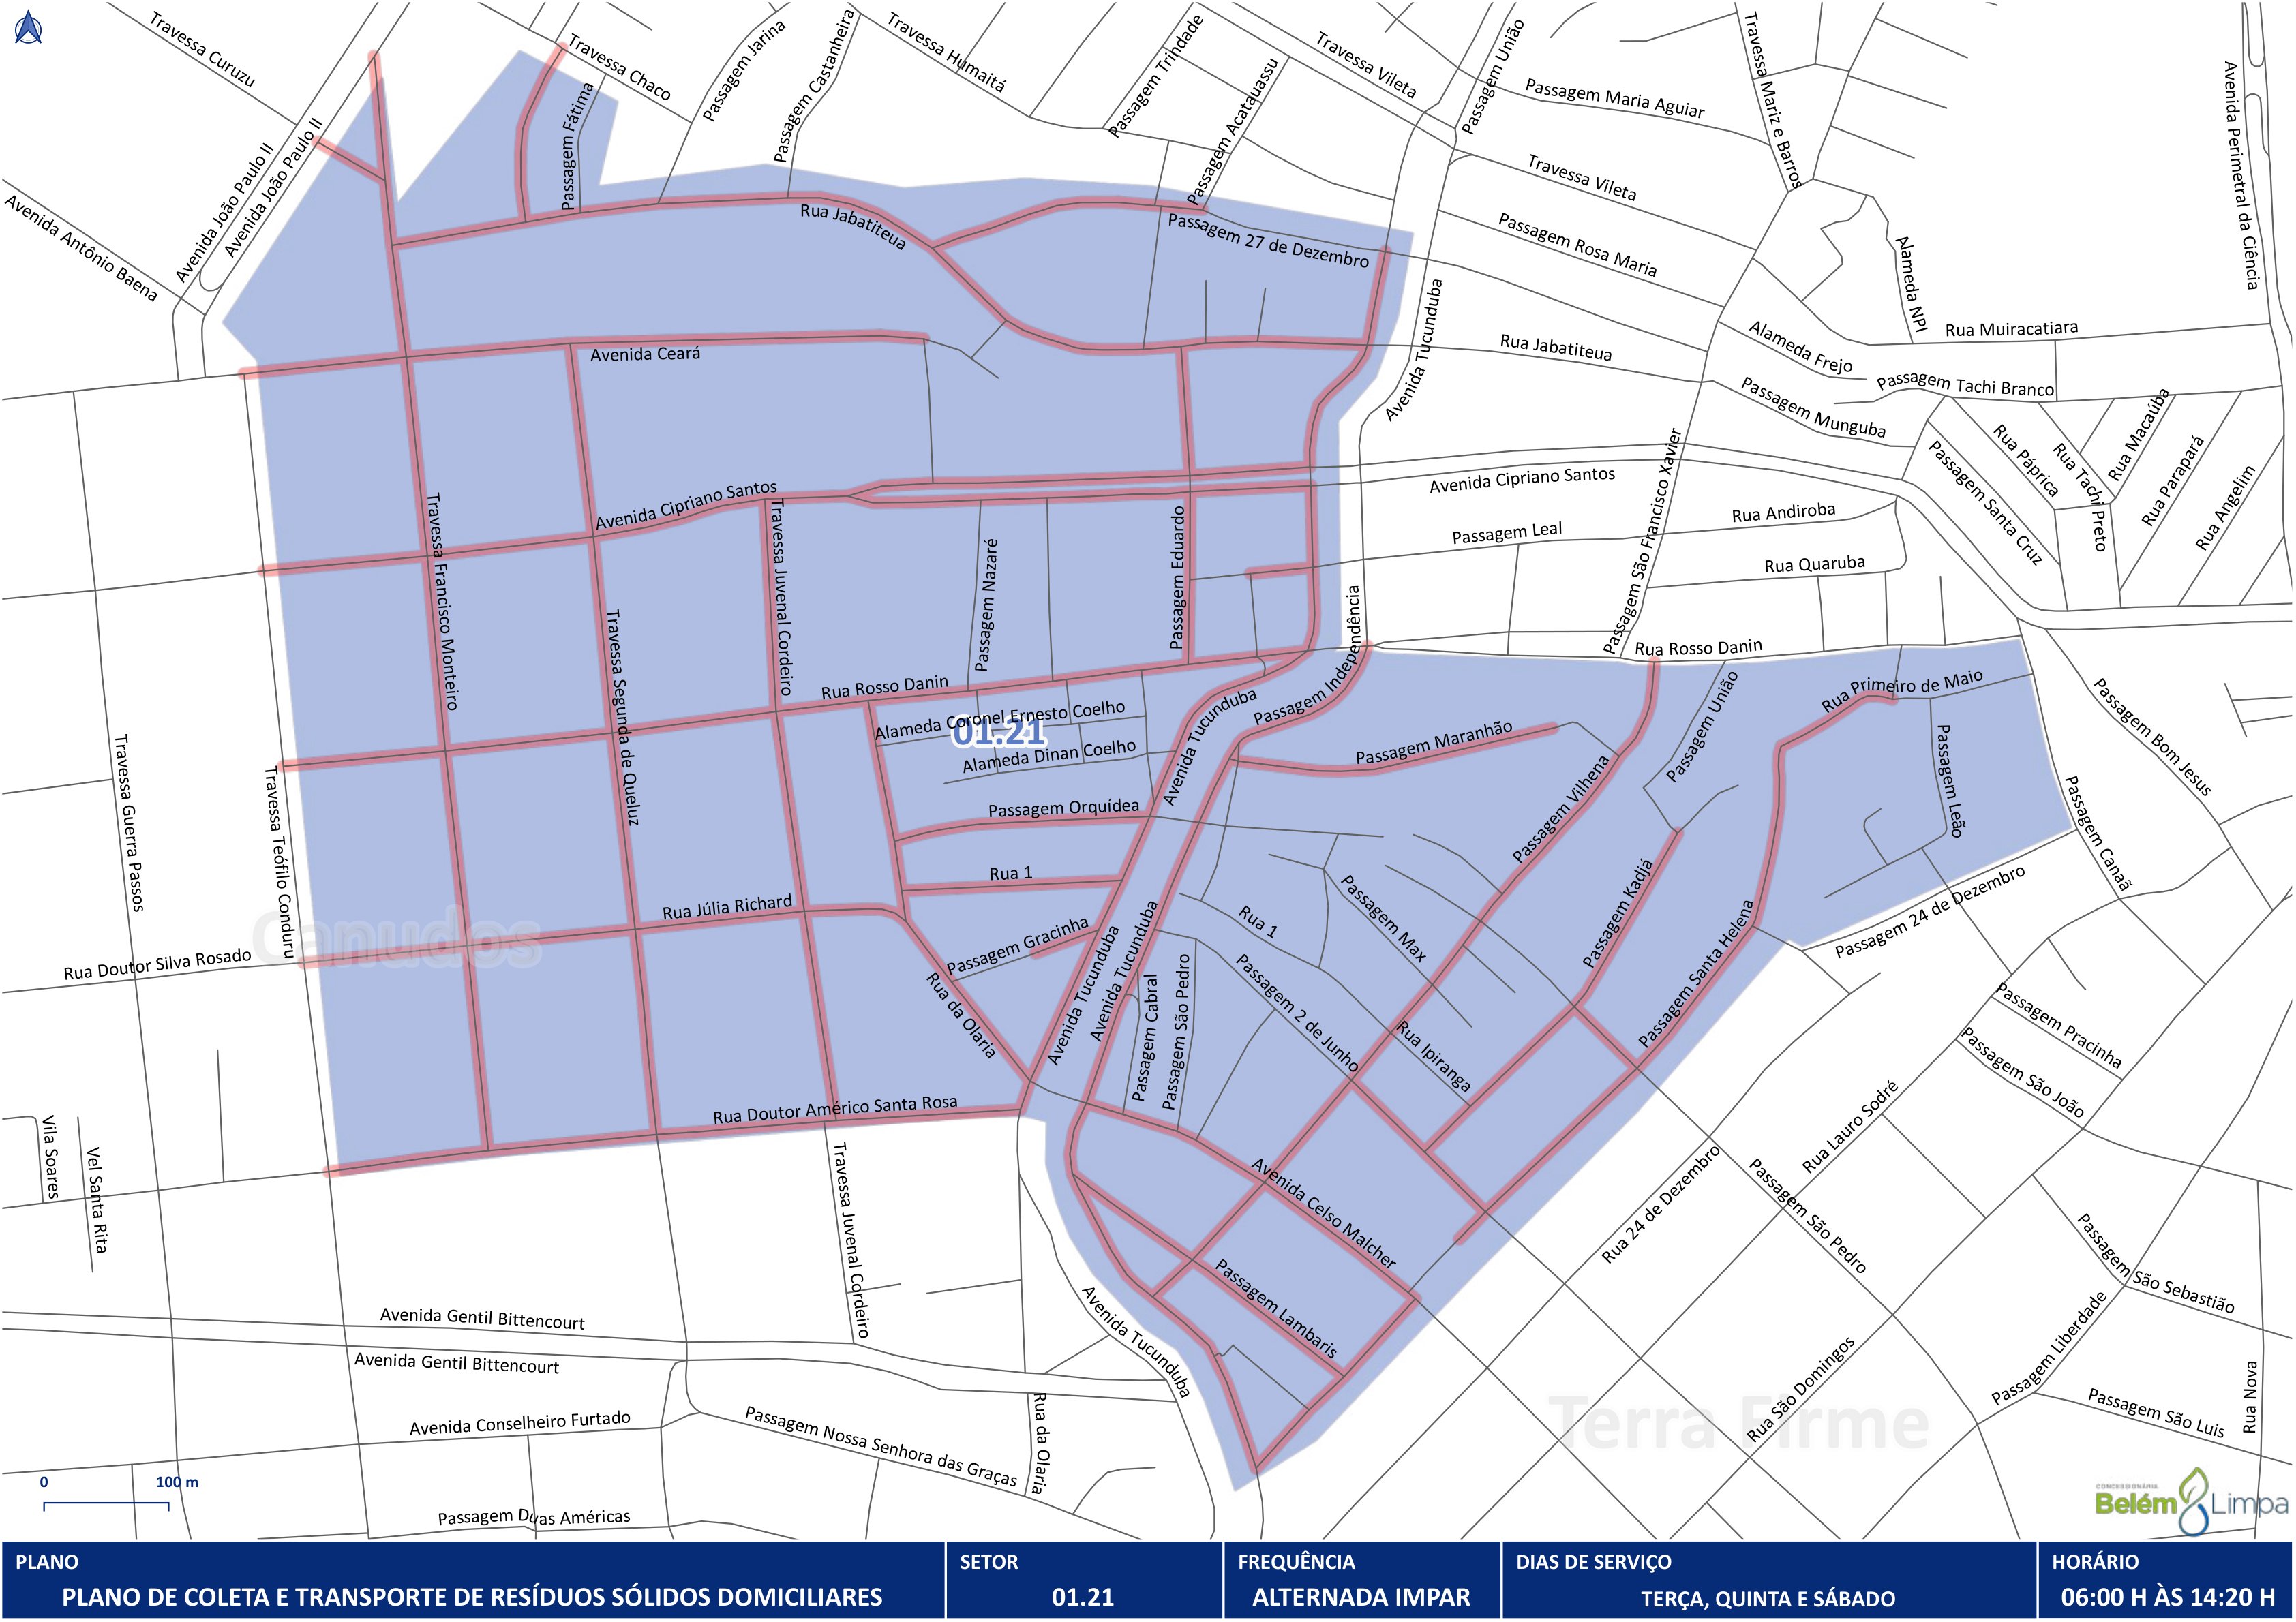 Travessa Curuzu
Travessa Chaco
Passagem Jarina
Passagem Castanheira
Travessa Humaitá
Passagem Trindade
Passagem Acatauassu
Travessa Vileta
Passagem União
Passagem Maria Aguiar
Travessa Mariz e Barros
Avenida Perimetral da Ciência
Passagem Fátima
Avenida João Paulo II
Avenida João Paulo II
Avenida Antônio Baena
Travessa Vileta
Passagem Rosa Maria
Rua Jabatiteua
Passagem 27 de Dezembro
Alameda NPI
Avenida Tucunduba
Rua Jabatiteua
Alameda Frejo
Rua Muiracatiara
Avenida Ceará
Passagem Tachi Branco
Passagem Munguba
Rua Páprica
Rua Tachi Preto
Rua Macaúba
Rua Parapará
Rua Angelim
Passagem Santa Cruz
Avenida Cipriano Santos
Avenida Cipriano Santos
Passagem São Francisco Xavier
Passagem Leal
Rua Andiroba
Rua Quaruba
Travessa Francisco Monteiro
Travessa Juvenal Cordeiro
Passagem Nazaré
Passagem Eduardo
Travessa Segunda de Queluz
Passagem Independência
Rua Rosso Danin
Rua Rosso Danin
Rua Primeiro de Maio
Passagem Bom Jesus
Alameda Coronel Ernesto Coelho
01.21
Alameda Dinan Coelho
Avenida Tucunduba
Passagem Maranhão
Passagem União
Passagem Leão
Passagem Canaã
Travessa Guerra Passos
Travessa Teófilo Conduru
Passagem Orquídea
Passagem Vilhena
Rua 1
Passagem Kadjá
Passagem Max
Rua 1
Passagem Santa Helena
Passagem 24 de Dezembro
Rua Júlia Richard
Canudos
Rua Doutor Silva Rosado
Passagem Gracinha
Rua da Olaria
Avenida Tucunduba
Avenida Tucunduba
Passagem Cabral
Passagem São Pedro
Passagem 2 de Junho
Rua Ipiranga
Passagem Pracinha
Passagem São João
Rua Lauro Sodré
Rua Doutor Américo Santa Rosa
Vila Soares
Vel Santa Rita
Travessa Juvenal Cordeiro
Avenida Celso Malcher
Rua 24 de Dezembro
Passagem São Pedro
Passagem São Sebastião
Passagem Lambaris
Avenida Tucunduba
Avenida Gentil Bittencourt
Avenida Gentil Bittencourt
Passagem Liberdade
Rua São Domingos
Passagem São Luis
Rua Nova
Terra Firme
Avenida Conselheiro Furtado
Passagem Nossa Senhora das Graças
Rua da Olaria
Passagem Duas Américas
0 100 m
CONCESSIONÁRIA
Belém Limpa
PLANO
PLANO DE COLETA E TRANSPORTE DE RESÍDUOS SÓLIDOS DOMICILIARES
SETOR
01.21
FREQUÊNCIA
ALTERNADA IMPAR
DIAS DE SERVIÇO
TERÇA, QUINTA E SÁBADO
HORÁRIO
06:00 H ÀS 14:20 H